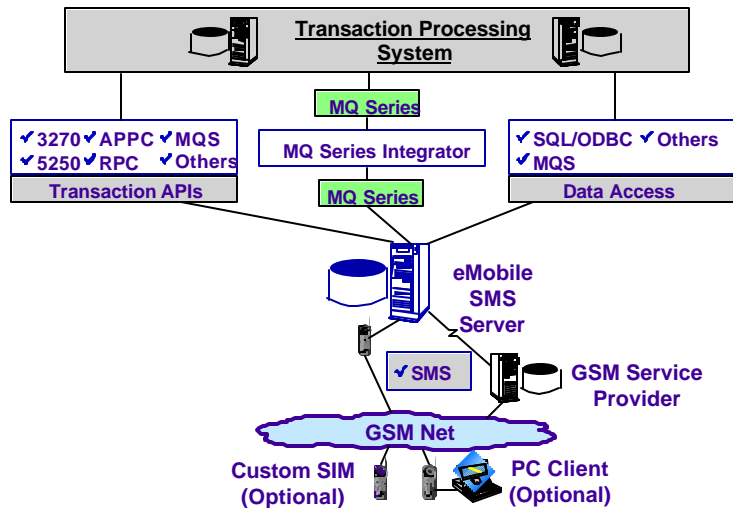 Transaction Processing
System
MQ Series
3270 APPC MQS
5250 RPC Others
Transaction APIs
MQ Series Integrator
MQ Series
SQL/ODBC Others
MQS
Data Access
eMobile
SMS
Server
SMS
GSM Service
Provider
GSM Net
Custom SIM
(Optional)
PC Client
(Optional)